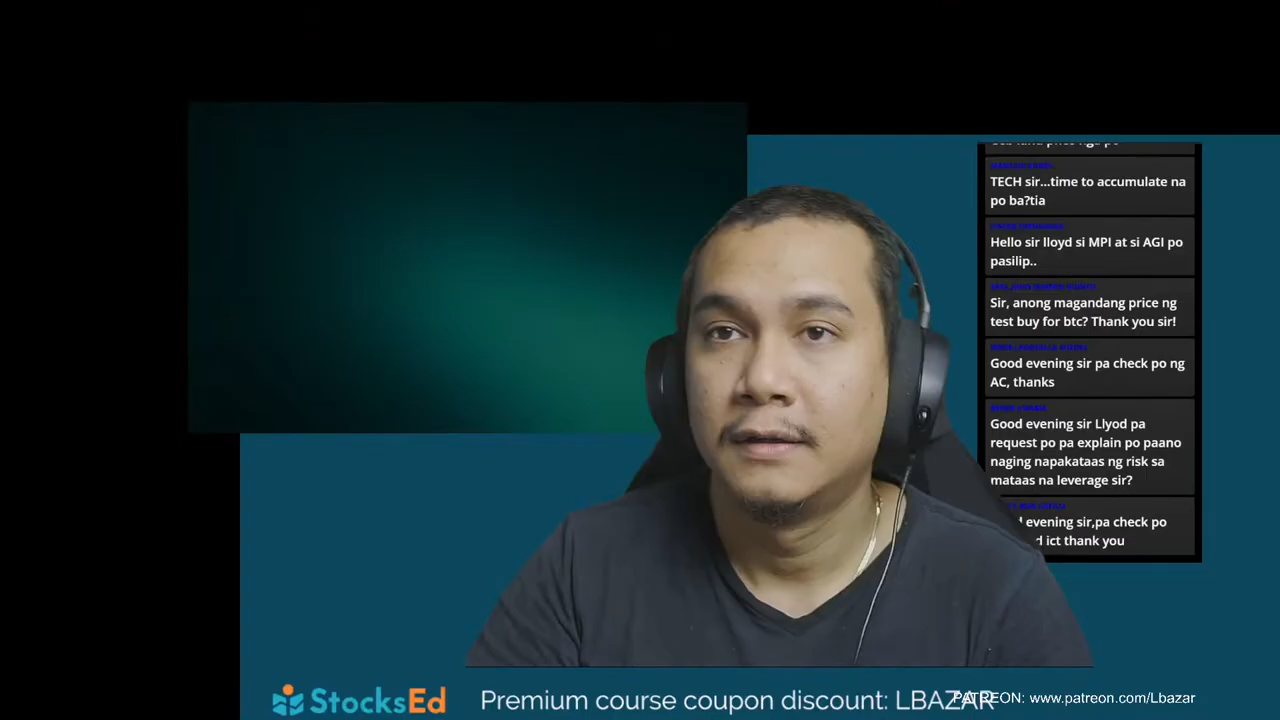 TECH sir...time to accumulate na
po ba?tia
Hello sir lloyd si MPI at si AGI po
pasilip..
Sir, anong magandang price ng
test buy for btc? Thank you sir!
Good evening sir pa check po ng
AC, thanks
Good evening sir Llyod pa
request po pa explain po paano
naging napakataas ng risk sa
mataas na leverage sir?
evening sir,pa check po
ict thank you
StocksEd
Premium course coupon discount: LBAZAR
PATREON: www.patreon.com/Lbazar